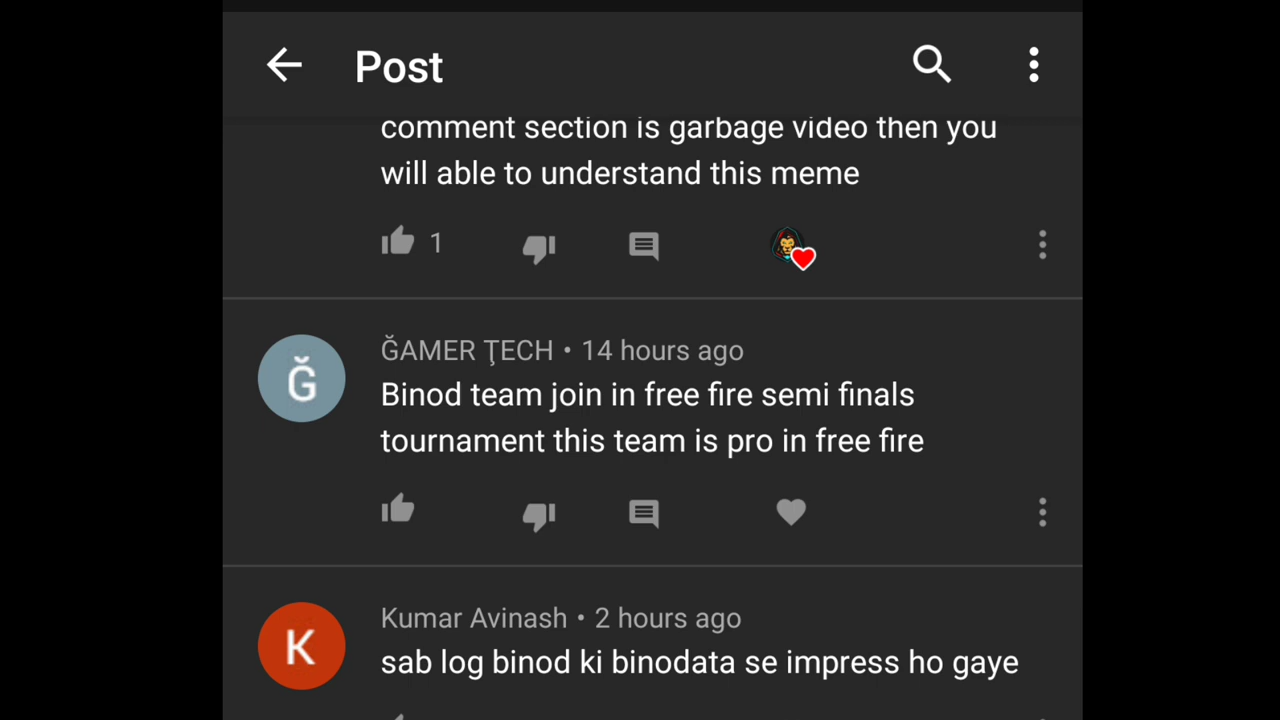 Post
comment section is garbage video then you
will able to understand this meme
1
Ğ
ĞAMER ŢECH • 14 hours ago
Binod team join in free fire semi finals
tournament this team is pro in free fire
K
Kumar Avinash • 2 hours ago
sab log binod ki binodata se impress ho gaye